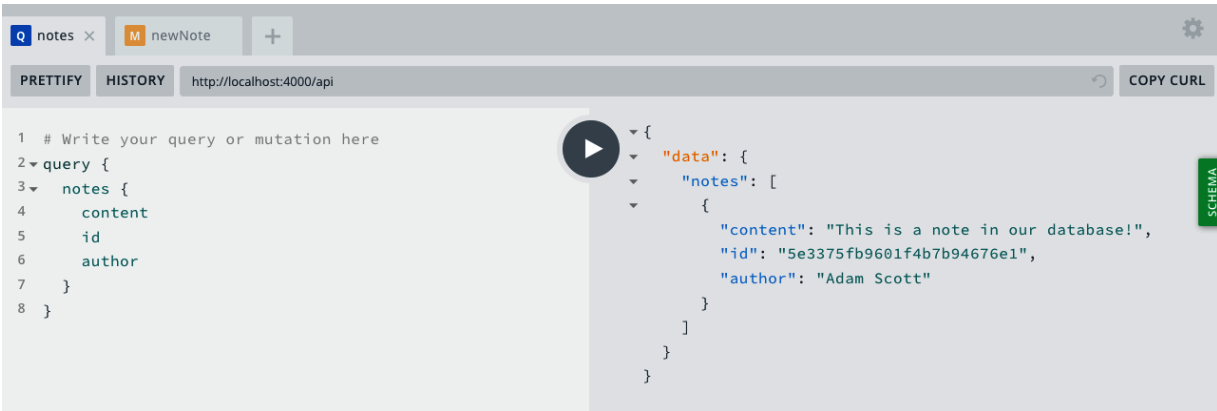 Q notes ×
M newNote
+
PRETTIFY
HISTORY
http://localhost:4000/api
COPY CURL
1 # Write your query or mutation here
2 query {
3 notes {
4 content
5 id
6 author
7 }
8 }
{
"data": {
"notes": [
{
"content": "This is a note in our database!",
"id": "5e3375fb9601f4b7b94676e1",
"author": "Adam Scott"
}
]
}
}
SCHEMA